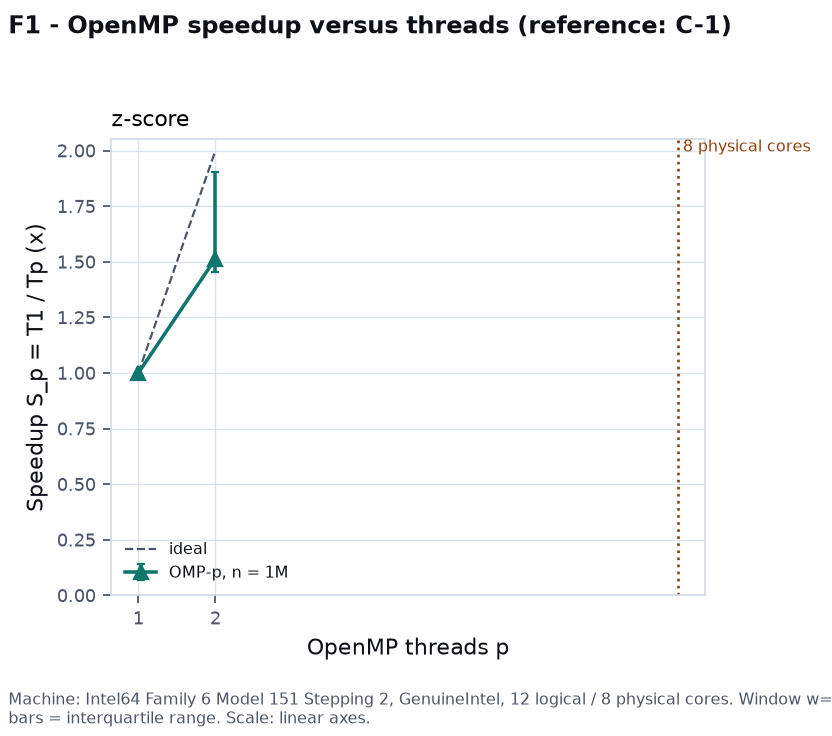 F1 - OpenMP speedup versus threads (reference: C-1)
z-score
8 physical cores
Speedup S_p = T1 / Tp (x)
2.00
1.75
1.50
1.25
1.00
0.75
0.50
0.25
0.00
ideal
OMP-p, n = 1M
1 2
OpenMP threads p
Machine: Intel64 Family 6 Model 151 Stepping 2, GenuineIntel, 12 logical / 8 physical cores. Window w=
bars = interquartile range. Scale: linear axes.